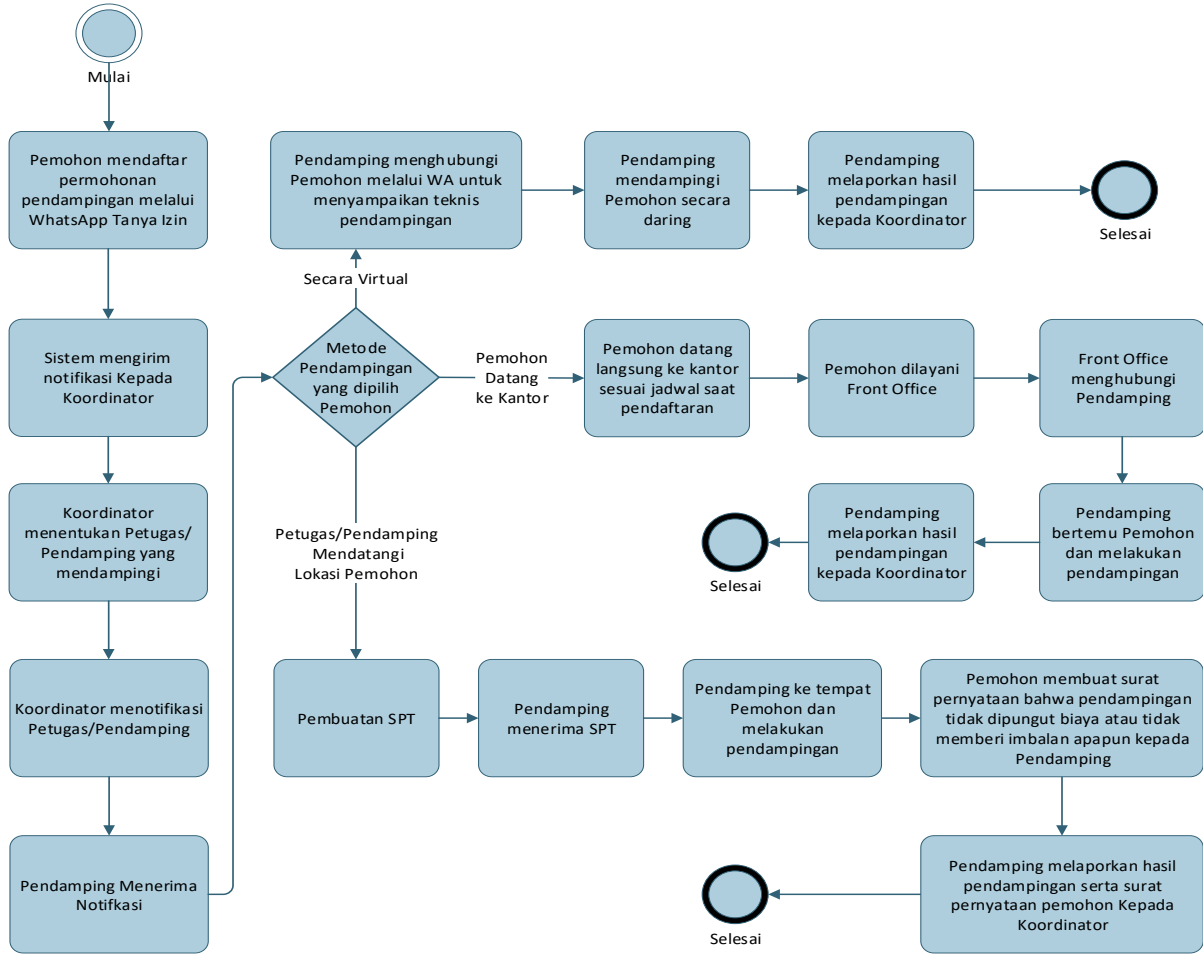 Mulai
Pemohon mendaftar
permohonan
pendampingan melalui
WhatsApp Tanya Izin
Sistem mengirim
notifikasi Kepada
Koordinator
Koordinator
menentukan Petugas/
Pendamping yang
mendampingi
Koordinator menotifikasi
Petugas/Pendamping
Pendamping Menerima
Notifkasi
Metode
Pendampingan
yang dipilih
Pemohon
Secara Virtual
Pendamping menghubungi
Pemohon melalui WA untuk
menyampaikan teknis
pendampingan
Pendamping
mendampingi
Pemohon secara
daring
Pendamping
melaporkan hasil
pendampingan
kepada Koordinator
Selesai
Pemohon
Datang
ke Kantor
Pemohon datang
langsung ke kantor
sesuai jadwal saat
pendaftaran
Pemohon dilayani
Front Office
Front Office
menghubungi
Pendamping
Pendamping
bertemu Pemohon
dan melakukan
pendampingan
Pendamping
melaporkan hasil
pendampingan
kepada Koordinator
Selesai
Petugas/Pendamping
Mendatangi
Lokasi Pemohon
Pembuatan SPT
Pendamping
menerima SPT
Pendamping ke tempat
Pemohon dan
melakukan
pendampingan
Pemohon membuat surat
pernyataan bahwa pendampingan
tidak dipungut biaya atau tidak
memberi imbalan apapun kepada
Pendamping
Pendamping melaporkan hasil
pendampingan serta surat
pernyataan pemohon Kepada
Koordinator
Selesai